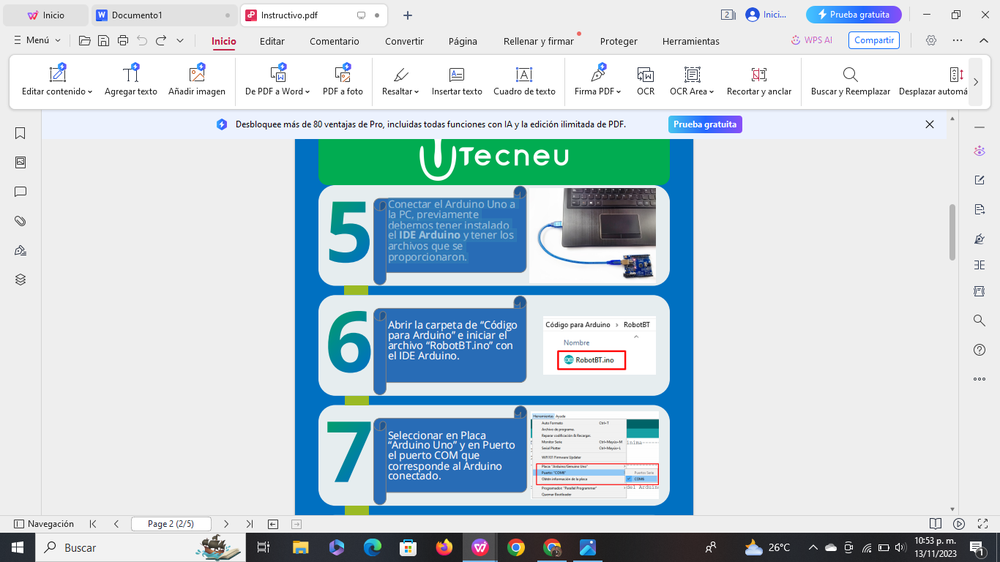 Inicio
Documento1
Instructivo.pdf
2
Inici...
Prueba gratuita
Menú
Inicio
Editar
Comentario
Convertir
Página
Rellenar y firmar
Proteger
Herramientas
WPS AI
Compartir
Editar contenido
Agregar texto
Añadir imagen
De PDF a Word
PDF a foto
Resaltar
Insertar texto
Cuadro de texto
Firma PDF
OCR
OCR Area
Recortar y anclar
Buscar y Reemplazar
Desplazar automá
Desbloquee más de 80 ventajas de Pro, incluidas todas funciones con IA y la edición ilimitada de PDF.
Prueba gratuita
Tecneu
5
Conectar el Arduino Uno a
la PC, previamente
debemos tener instalado
el IDE Arduino y tener los
archivos que se
proporcionaron.
6
Abrir la carpeta de “Código
para Arduino” e iniciar el
archivo “RobotBT.ino” con
el IDE Arduino.
Código para Arduino › RobotBT
Nombre
RobotBT.ino
7
Seleccionar en Placa
“Arduino Uno” y en Puerto
el puerto COM que
corresponde al Arduino
conectado.
Herramientas Ayuda
Auto Formato Ctrl+T
Archivo de programa.
Reparar codificación & Recargar.
Monitor Serie Ctrl+Mayús+M
Serial Plotter Ctrl+Mayús+L
WiFi101 Firmware Updater
Placa: "Arduino/Genuino Uno"
Puerto: "COM6"
Puertos Serie
Obtén información de la placa
COM6
Programador: "Parallel Programmer"
del Arduin
Quemar Bootloader
Navegación
Page 2 (2/5)
Buscar
26°C
10:53 p. m.
13/11/2023
1